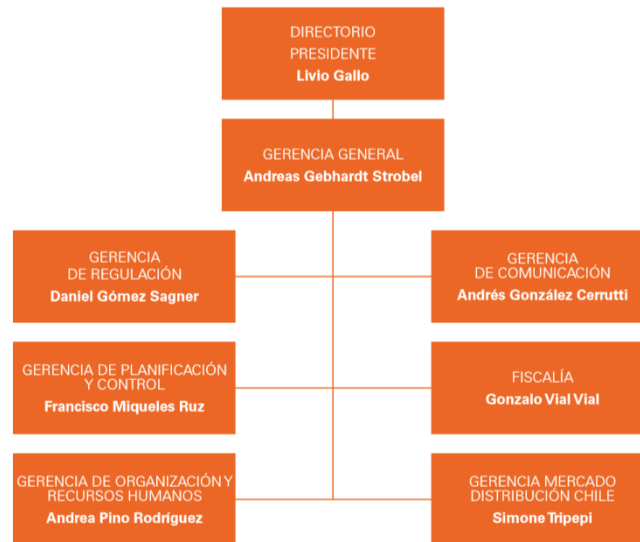 DIRECTORIO
PRESIDENTE
Livio Gallo
GERENCIA GENERAL
Andreas Gebhardt Strobel
GERENCIA
DE REGULACIÓN
Daniel Gómez Sagner
GERENCIA
DE COMUNICACIÓN
Andrés González Cerrutti
GERENCIA DE PLANIFICACIÓN
Y CONTROL
Francisco Miqueles Ruz
FISCALÍA
Gonzalo Vial Vial
GERENCIA DE ORGANIZACIÓN Y
RECURSOS HUMANOS
Andrea Pino Rodríguez
GERENCIA MERCADO
DISTRIBUCIÓN CHILE
Simone Tripepi